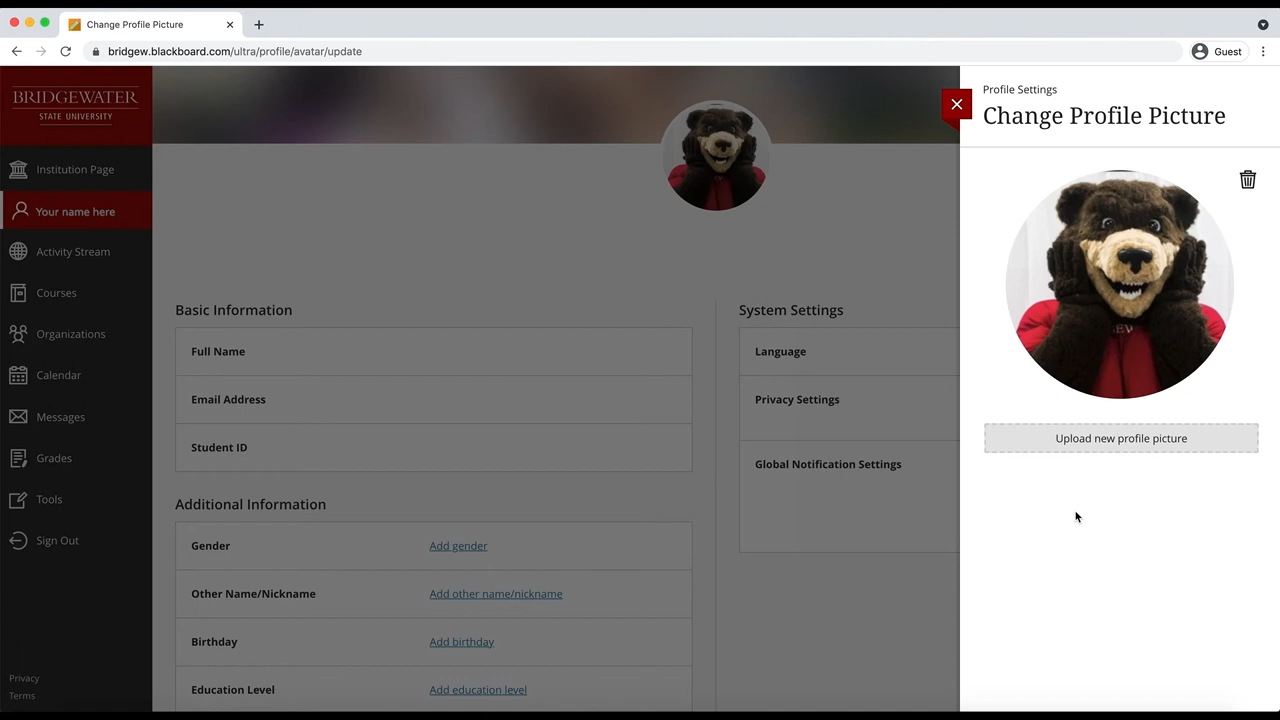 Change Profile Picture
bridgew.blackboard.com/ultra/profile/avatar/update
Guest
BRIDGEWATER
STATE UNIVERSITY
Institution Page
Your name here
Activity Stream
Courses
Organizations
Calendar
Messages
Grades
Tools
Sign Out
Privacy
Terms
Basic Information
Full Name
Email Address
Student ID
Additional Information
Gender Add gender
Other Name/Nickname Add other name/nickname
Birthday Add birthday
Education Level Add education level
System Settings
Language
Privacy Settings
Global Notification Settings
Profile Settings
Change Profile Picture
Upload new profile picture